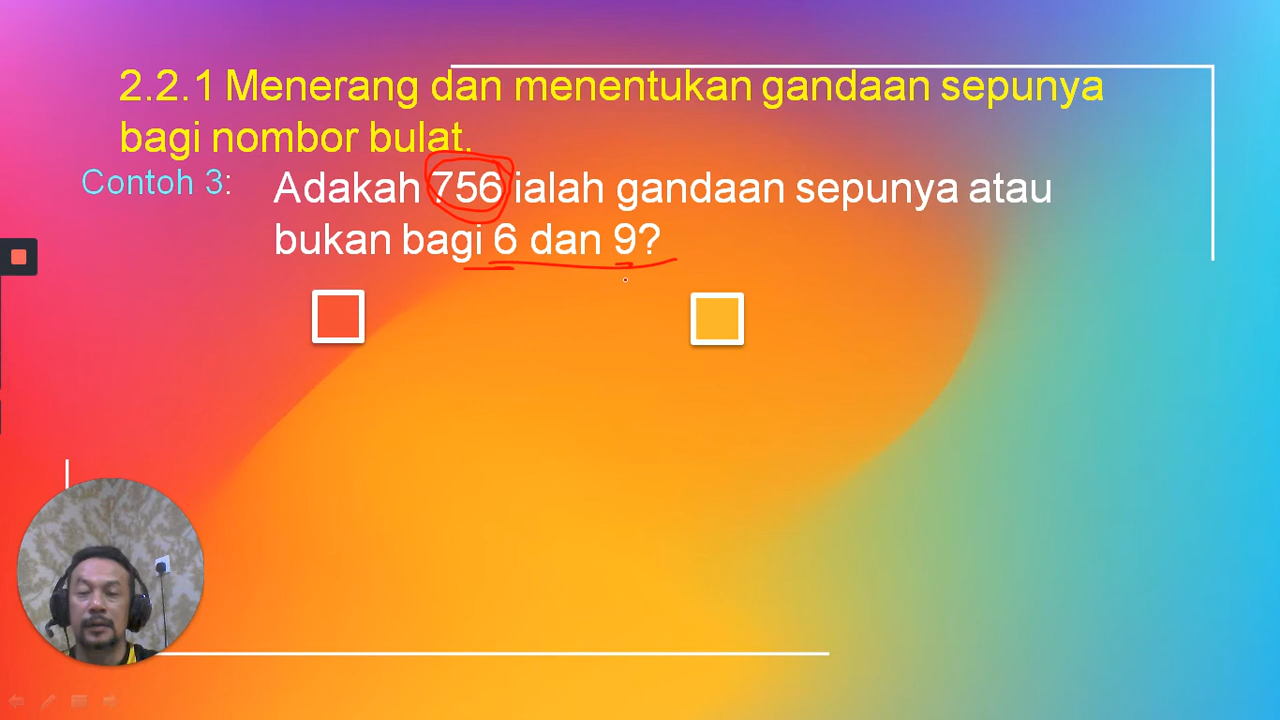 2.2.1 Menerang dan menentukan gandaan sepunya
bagi nombor bulat.
Contoh 3:
Adakah 756 ialah gandaan sepunya atau
bukan bagi 6 dan 9?